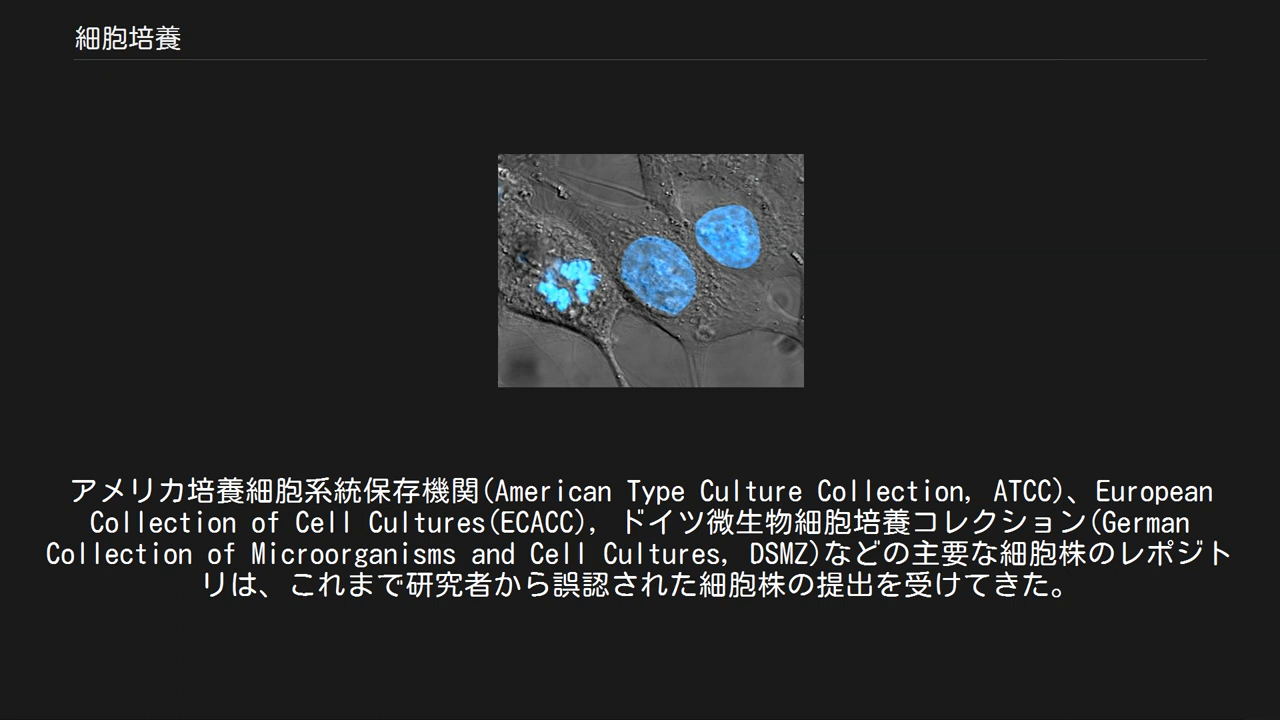 細胞培養
アメリカ培養細胞系統保存機関(American Type Culture Collection, ATCC)、European
Collection of Cell Cultures(ECACC), ドイツ微生物細胞培養コレクション(German
Collection of Microorganisms and Cell Cultures, DSMZ)などの主要な細胞株のレポジト
リは、これまで研究者から誤認された細胞株の提出を受けてきた。